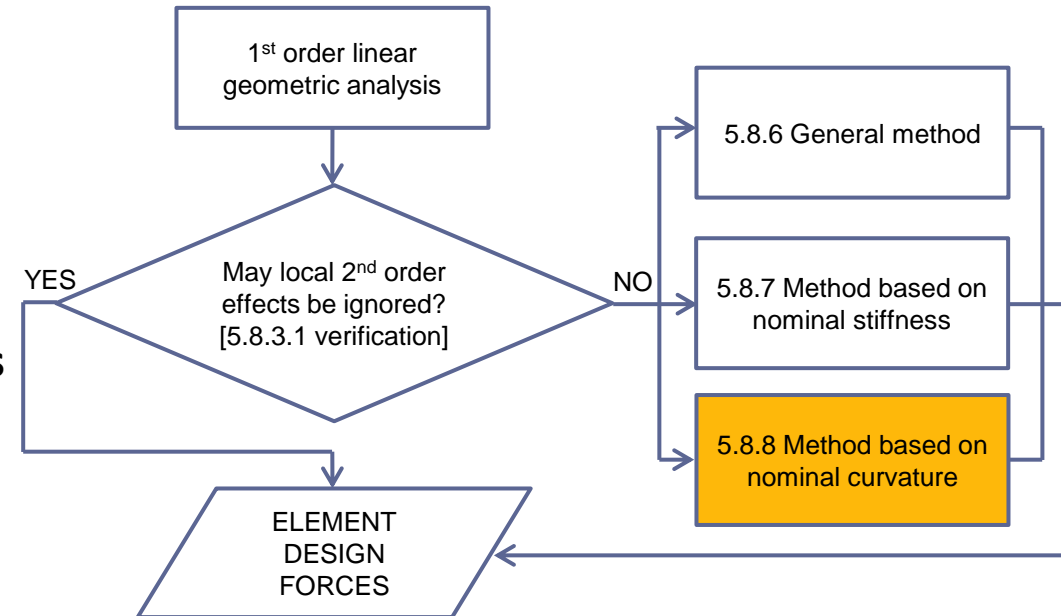 1st order linear
geometric analysis
5.8.6 General method
YES
May local 2nd order
effects be ignored?
[5.8.3.1 verification]
NO
5.8.7 Method based on
nominal stiffness
s
5.8.8 Method based on
nominal curvature
ELEMENT
DESIGN
FORCES